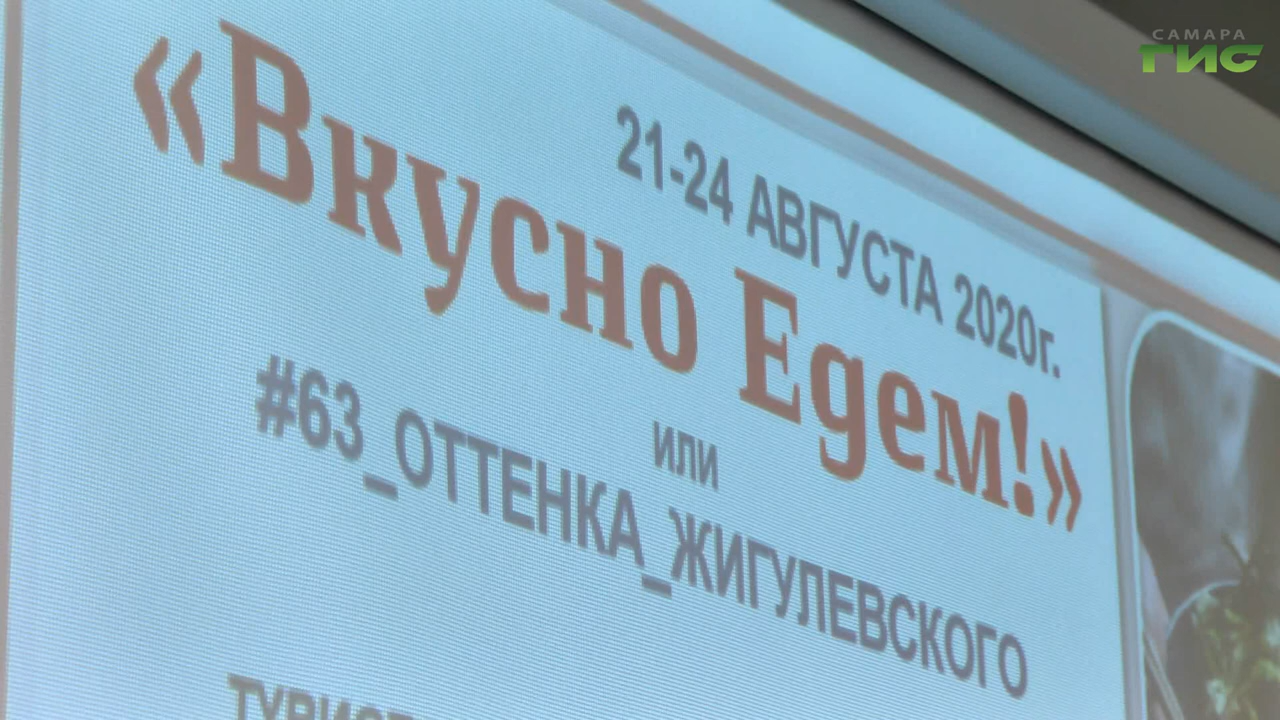 САМАРА
ГИС
21-24 АВГУСТА 2020г.
«Вкусно Едем!»
или
#63_ОТТЕНКА_ЖИГУЛЕВСКОГО